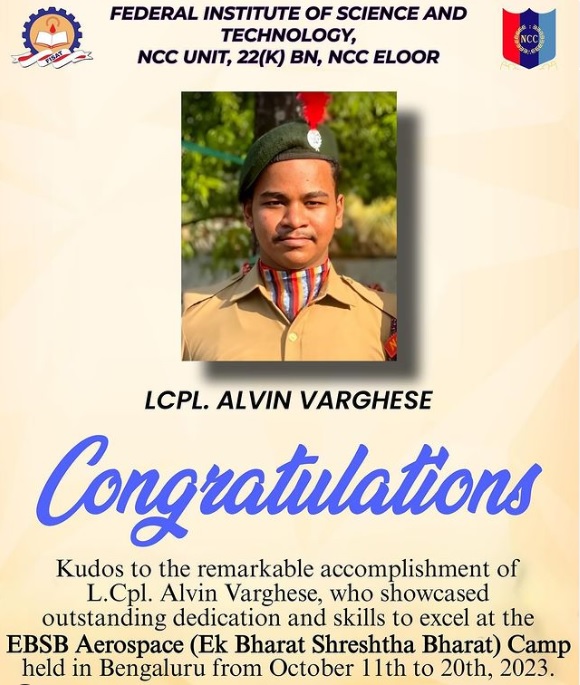 FEDERAL INSTITUTE OF SCIENCE AND
TECHNOLOGY,
NCC UNIT, 22(K) BN, NCC ELOOR
FISAT
NCC
LCPL. ALVIN VARGHESE
Congratulations
Kudos to the remarkable accomplishment of
L.Cpl. Alvin Varghese, who showcased
outstanding dedication and skills to excel at the
EBSB Aerospace (Ek Bharat Shreshtha Bharat) Camp
held in Bengaluru from October 11th to 20th, 2023.